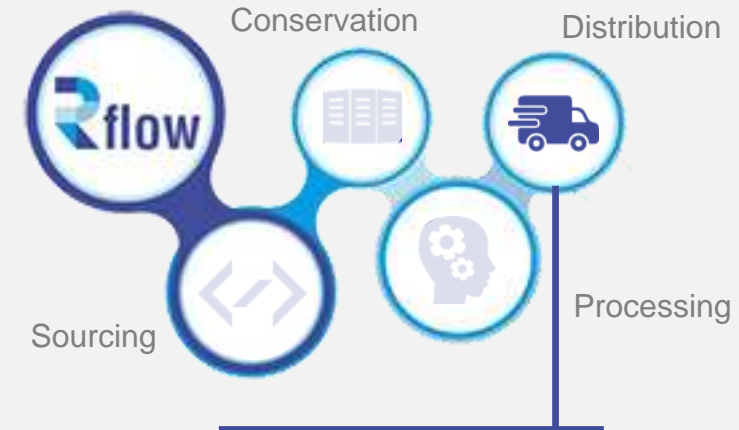 Conservation
Distribution
Rflow
Sourcing
Processing